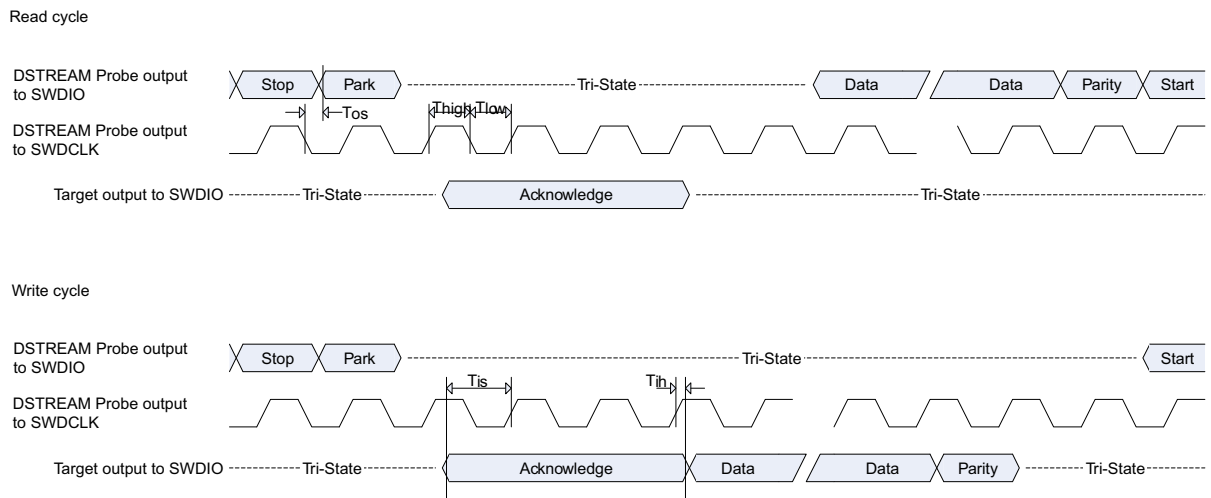 Read cycle
DSTREAM Probe output
to SWDIO
Stop
Park
Tri-State
Data
Data
Parity
Start
Tos
Thigh
Tlow
DSTREAM Probe output
to SWDCLK
Target output to SWDIO
Tri-State
Acknowledge
Tri-State
Write cycle
DSTREAM Probe output
to SWDIO
Stop
Park
Tri-State
Start
Tis
Tih
DSTREAM Probe output
to SWDCLK
Target output to SWDIO
Tri-State
Acknowledge
Data
Data
Parity
Tri-State